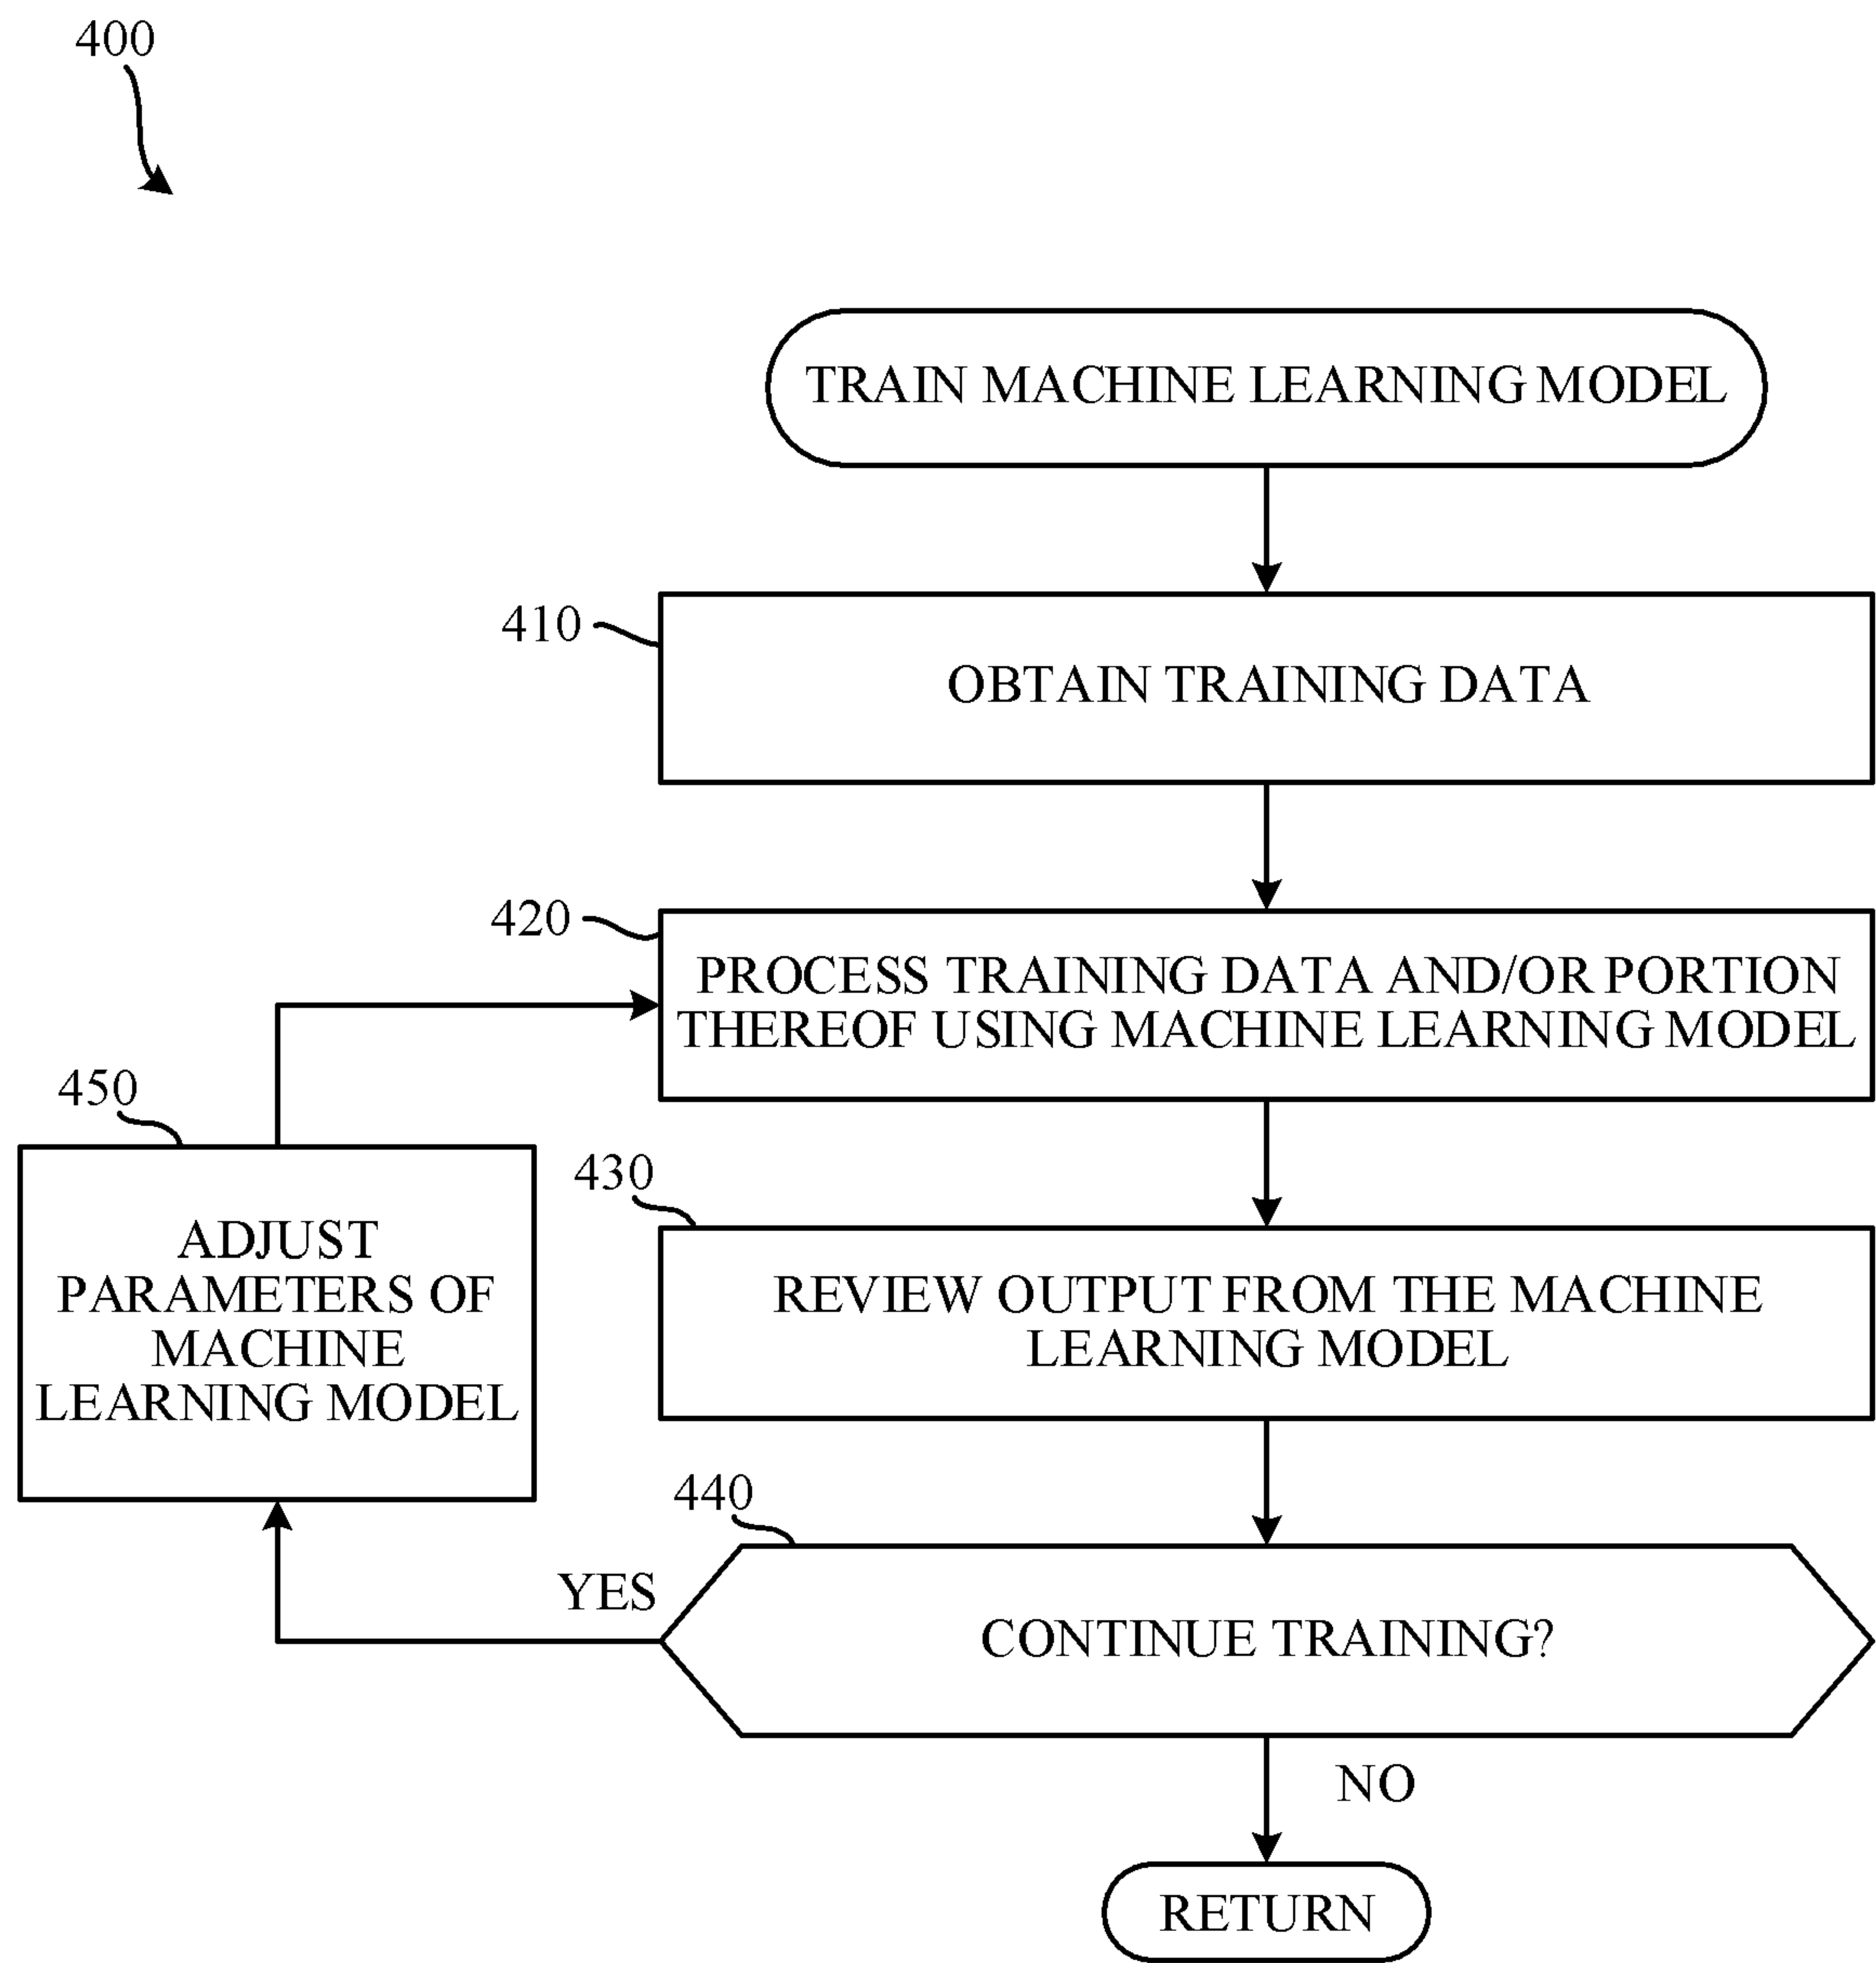 400
TRAIN MACHINE LEARNING MODEL
410
OBTAIN TRAINING DATA
420
PROCESS TRAINING DATA AND/OR PORTION
THEREOF USING MACHINE LEARNING MODEL
450
ADJUST
PARAMETERS OF
MACHINE
LEARNING MODEL
430
REVIEW OUTPUT FROM THE MACHINE
LEARNING MODEL
440
YES
CONTINUE TRAINING?
NO
RETURN